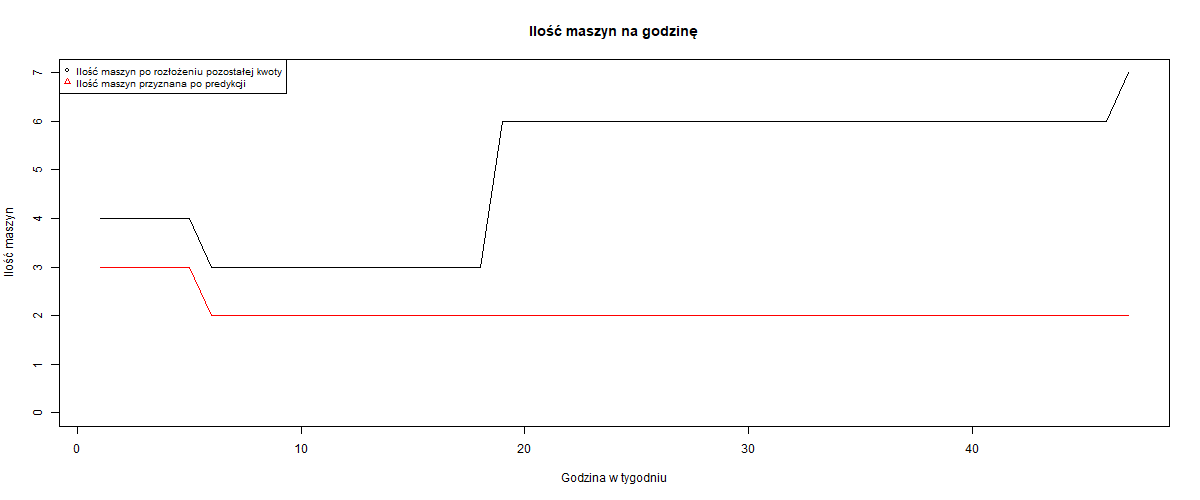 Ilość maszyn na godzinę
Ilość maszyn po rozłożeniu pozostałej kwoty
Ilość maszyn przyznana po predykcji
7
6
5
4
3
2
1
0
Ilość maszyn
0 10 20 30 40
Godzina w tygodniu